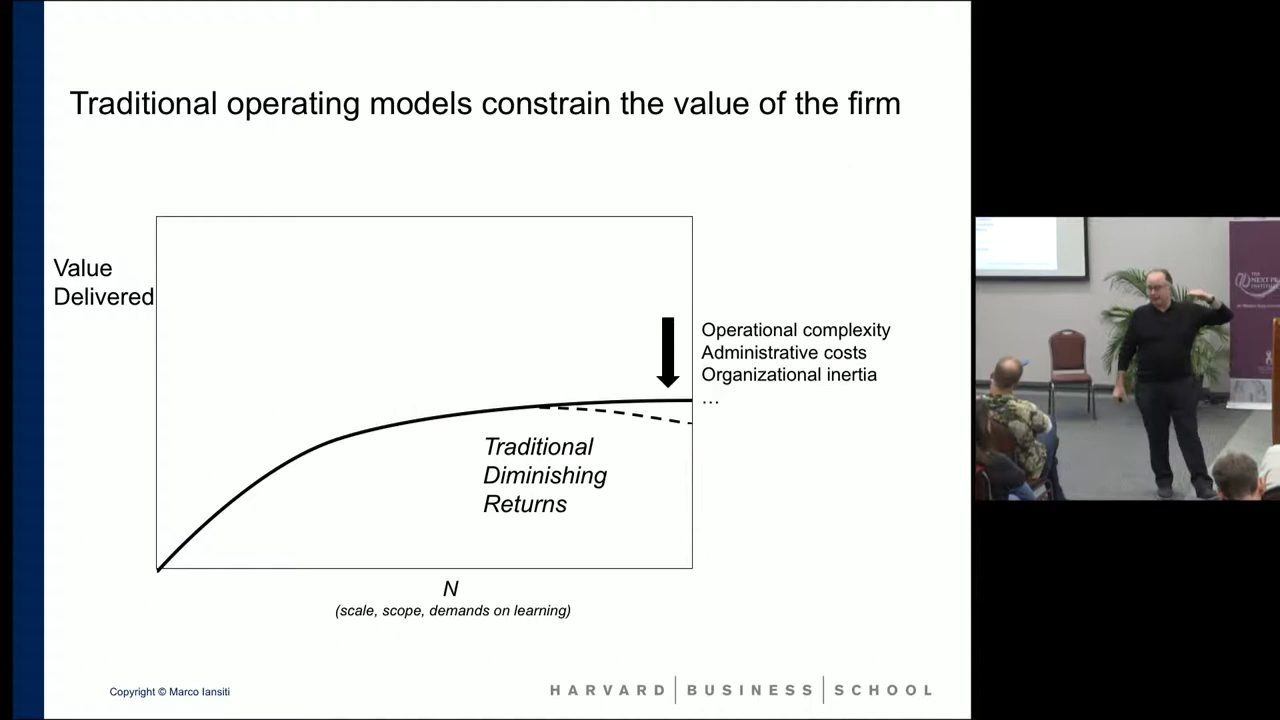 Traditional operating models constrain the value of the firm
Value
Delivered
Operational complexity
Administrative costs
Organizational inertia
...
Traditional
Diminishing
Returns
N
(scale, scope, demands on learning)
Copyright © Marco Iansiti
HARVARD BUSINESS SCHOOL
THE